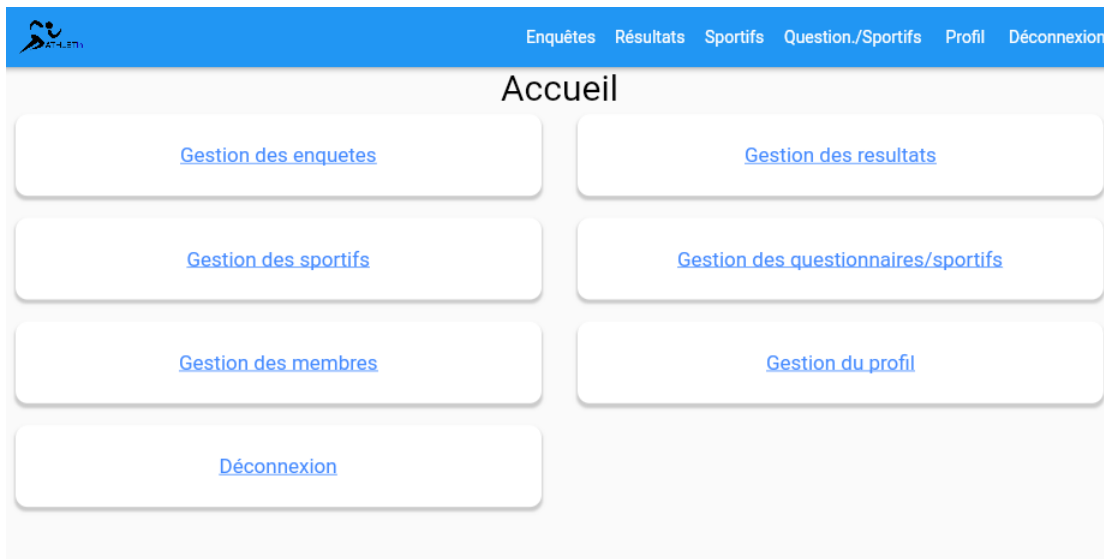 ATHLETI
Enquêtes Résultats Sportifs Question./Sportifs Profil Déconnexion
Accueil
Gestion des enquetes
Gestion des resultats
Gestion des sportifs
Gestion des questionnaires/sportifs
Gestion des membres
Gestion du profil
Déconnexion